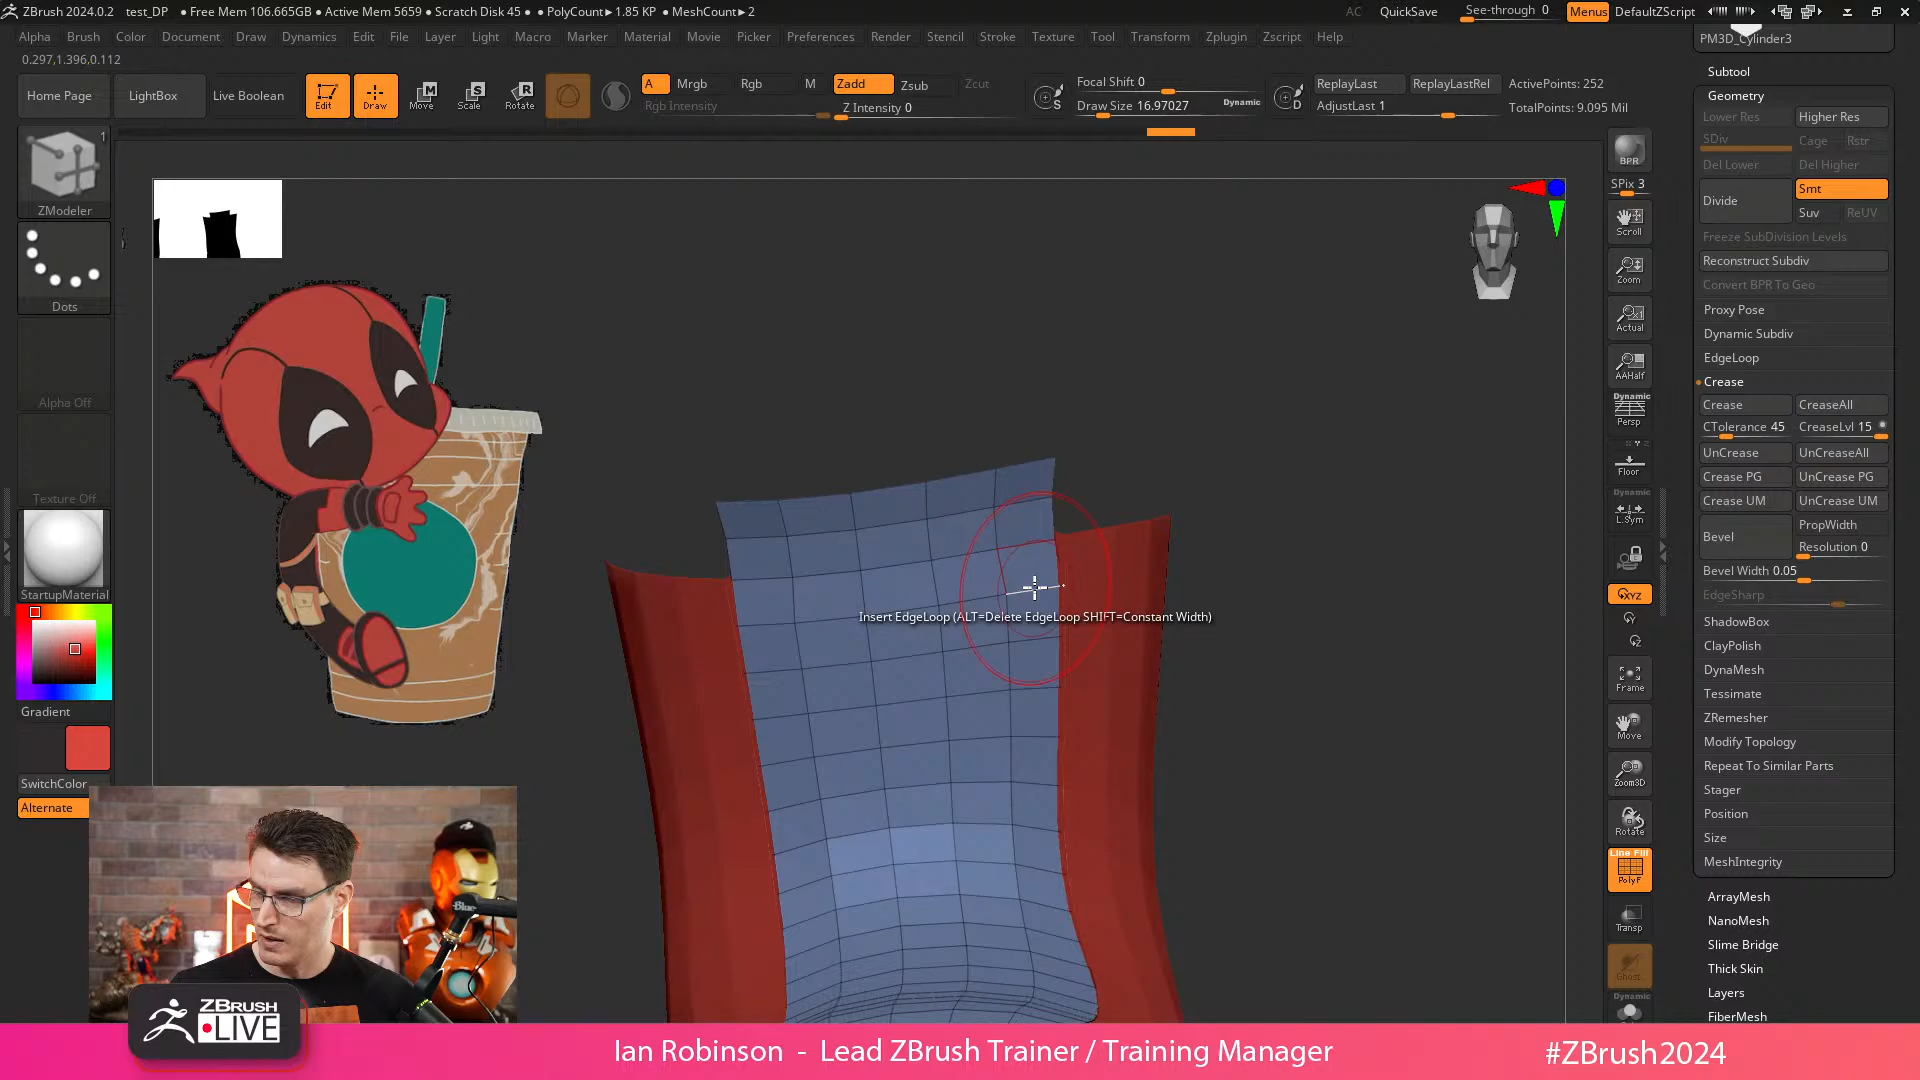 ZBrush 2024.0.2 test_DP • Free Mem 106.665GB • Active Mem 5659 • Scratch Disk 45 • • PolyCount► 1.85 KP • MeshCount► 2
AC QuickSave See-through 0 Menus DefaultZScript
Alpha Brush Color Document Draw Dynamics Edit File Layer Light Macro Marker Material Movie Picker Preferences Render Stencil Stroke Texture Tool Transform Zplugin Zscript Help
PM3D_Cylinder3
0.297,1.396,0.112
Home Page LightBox Live Boolean
Edit Draw Move Scale Rotate
A Mrgb Rgb M Zadd Zsub Zcut
Rgb Intensity Z Intensity 0
Focal Shift 0
Draw Size 16.97027 Dynamic
S
D
ReplayLast ReplayLastRel ActivePoints: 252
AdjustLast 1 TotalPoints: 9.095 Mil
1
ZModeler
Dots
Alpha Off
Texture Off
StartupMaterial
Gradient
SwitchColor
Alternate
Insert EdgeLoop (ALT=Delete EdgeLoop SHIFT=Constant Width)
BPR
SPix 3
Scroll
Zoom
Actual
AAHalf
Dynamic
Persp
Floor
Dynamic
L.Sym
XYZ
Frame
Move
Zoom3D
Rotate
Line Fill
PolyF
Transp
Ghost
Dynamic
Subtool
Geometry
Lower Res Higher Res
SDiv Cage Rstr
Del Lower Del Higher
Divide Smt
Suv ReUV
Freeze SubDivision Levels
Reconstruct Subdiv
Convert BPR To Geo
Proxy Pose
Dynamic Subdiv
EdgeLoop
Crease
Crease CreaseAll
CTolerance 45 CreaseLvl 15
UnCrease UnCreaseAll
Crease PG UnCrease PG
Crease UM UnCrease UM
Bevel PropWidth
Resolution 0
Bevel Width 0.05
EdgeSharp
ShadowBox
ClayPolish
DynaMesh
Tessimate
ZRemesher
Modify Topology
Repeat To Similar Parts
Stager
Position
Size
MeshIntegrity
ArrayMesh
NanoMesh
Slime Bridge
Thick Skin
Layers
FiberMesh
Blue
ZBRUSH
LIVE
Ian Robinson - Lead ZBrush Trainer / Training Manager
#ZBrush2024